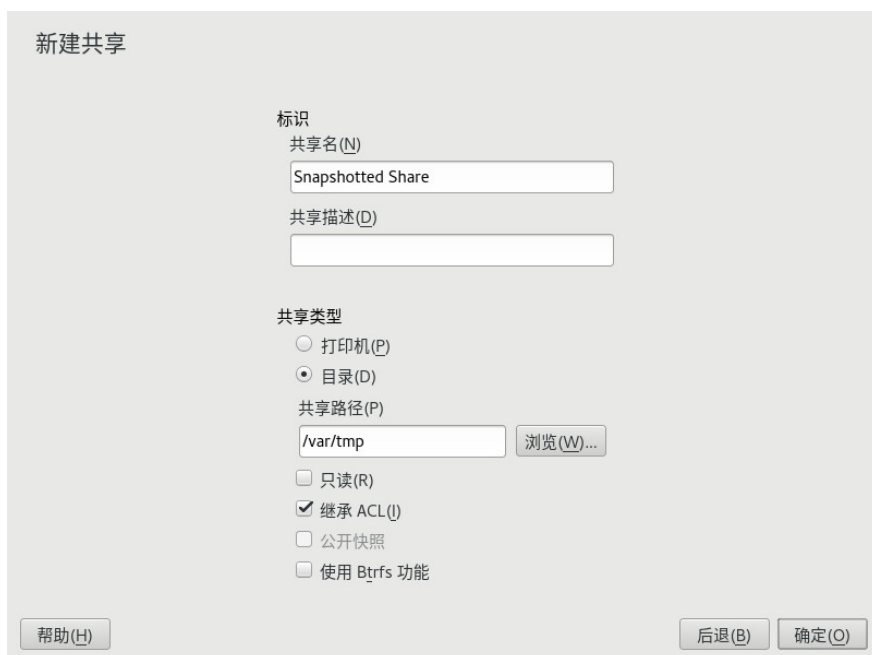 新建共享
标识
共享名(N)
Snapshotted Share
共享描述(D)
共享类型
打印机(P)
目录(D)
共享路径(P)
/var/tmp
浏览(W)...
只读(R)
继承 ACL(I)
公开快照
使用 Btrfs 功能
帮助(H)
后退(B)
确定(O)